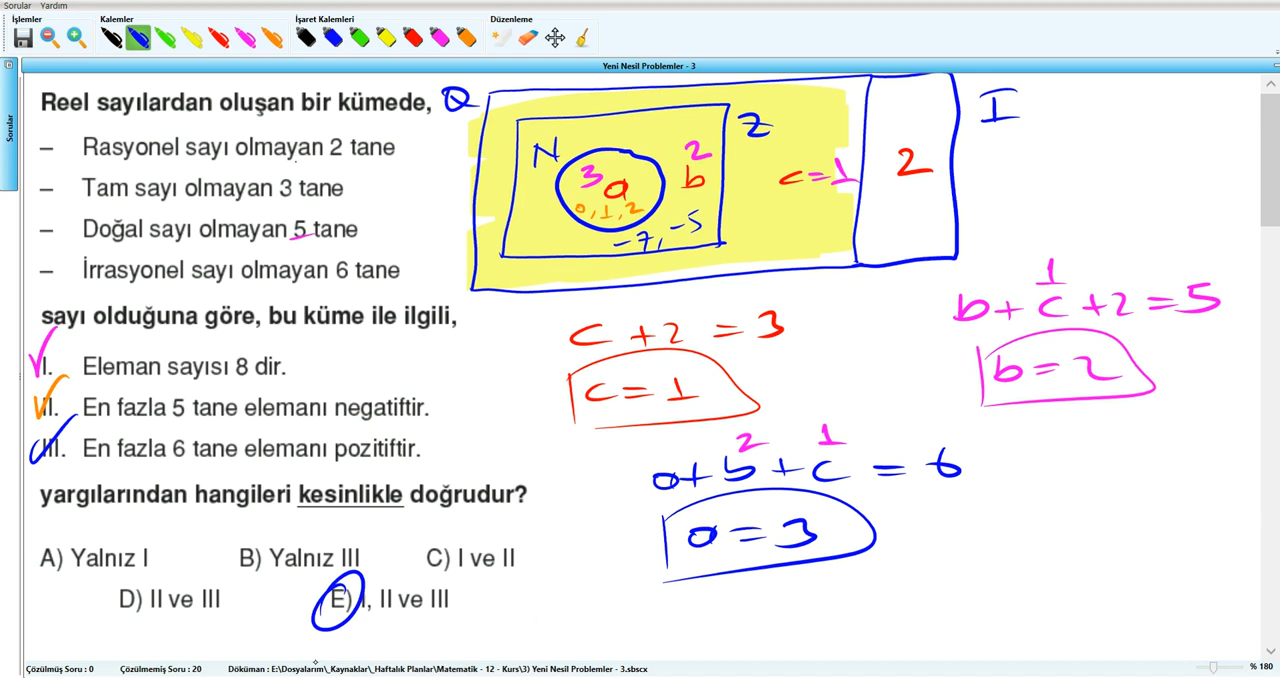 Sorular Yardım
İşlemler Kalemler İşaret Kalemleri Düzenleme
Yeni Nesil Problemler - 3
Sorular
Reel sayılardan oluşan bir kümede,
– Rasyonel sayı olmayan 2 tane
– Tam sayı olmayan 3 tane
– Doğal sayı olmayan 5 tane
– İrrasyonel sayı olmayan 6 tane
sayı olduğuna göre, bu küme ile ilgili,
I. Eleman sayısı 8 dir.
II. En fazla 5 tane elemanı negatiftir.
III. En fazla 6 tane elemanı pozitiftir.
yargılarından hangileri kesinlikle doğrudur?
A) Yalnız I B) Yalnız III C) I ve II
D) II ve III E) I, II ve III
Q
N
Z
I
3
a
0, 1, 2
2
b
-7, -5
c=1
2
c + 2 = 3
c = 1
1
b + c + 2 = 5
b = 2
2 1
a + b + c = 6
a = 3
Çözülmüş Soru : 0 Çözülmemiş Soru : 20 Döküman : E:\Dosyalarım\_Kaynaklar\_Haftalık Planlar\Matematik - 12 - Kurs\3) Yeni Nesil Problemler - 3.sbscx % 180